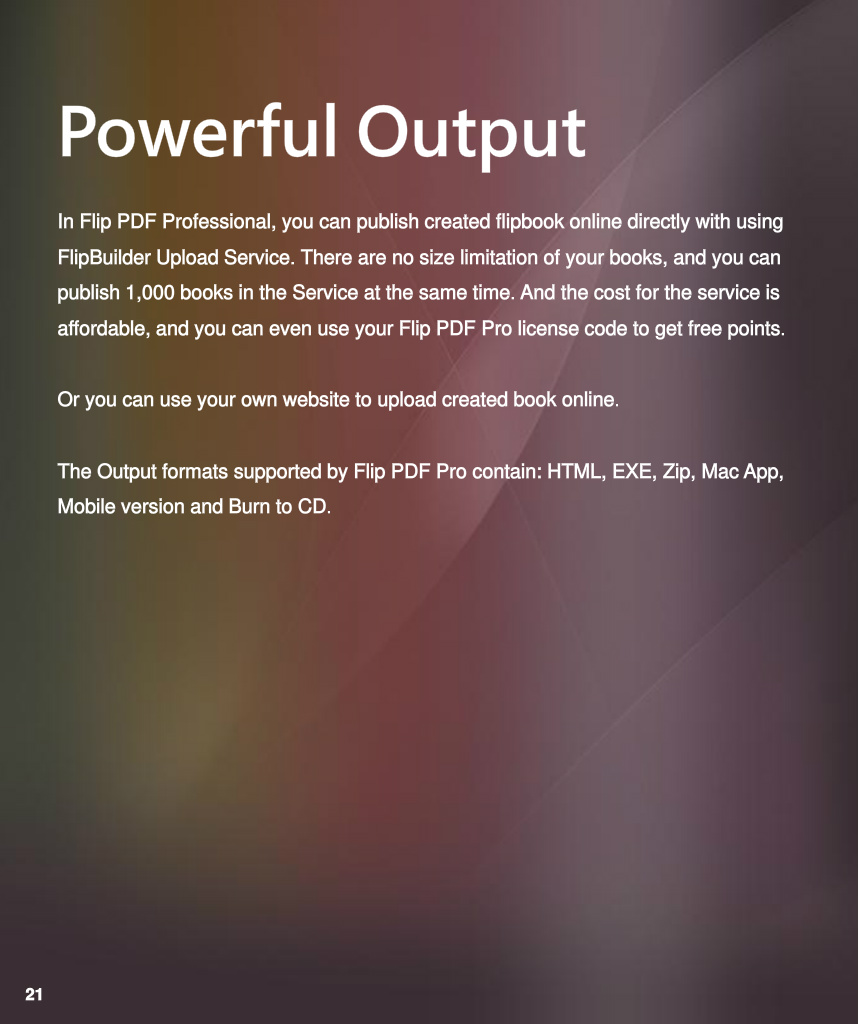 Powerful Output
In Flip PDF Professional, you can publish created flipbook online directly with using
FlipBuilder Upload Service. There are no size limitation of your books, and you can
publish 1,000 books in the Service at the same time. And the cost for the service is
affordable, and you can even use your Flip PDF Pro license code to get free points.
Or you can use your own website to upload created book online.
The Output formats supported by Flip PDF Pro contain: HTML, EXE, Zip, Mac App,
Mobile version and Burn to CD.
21